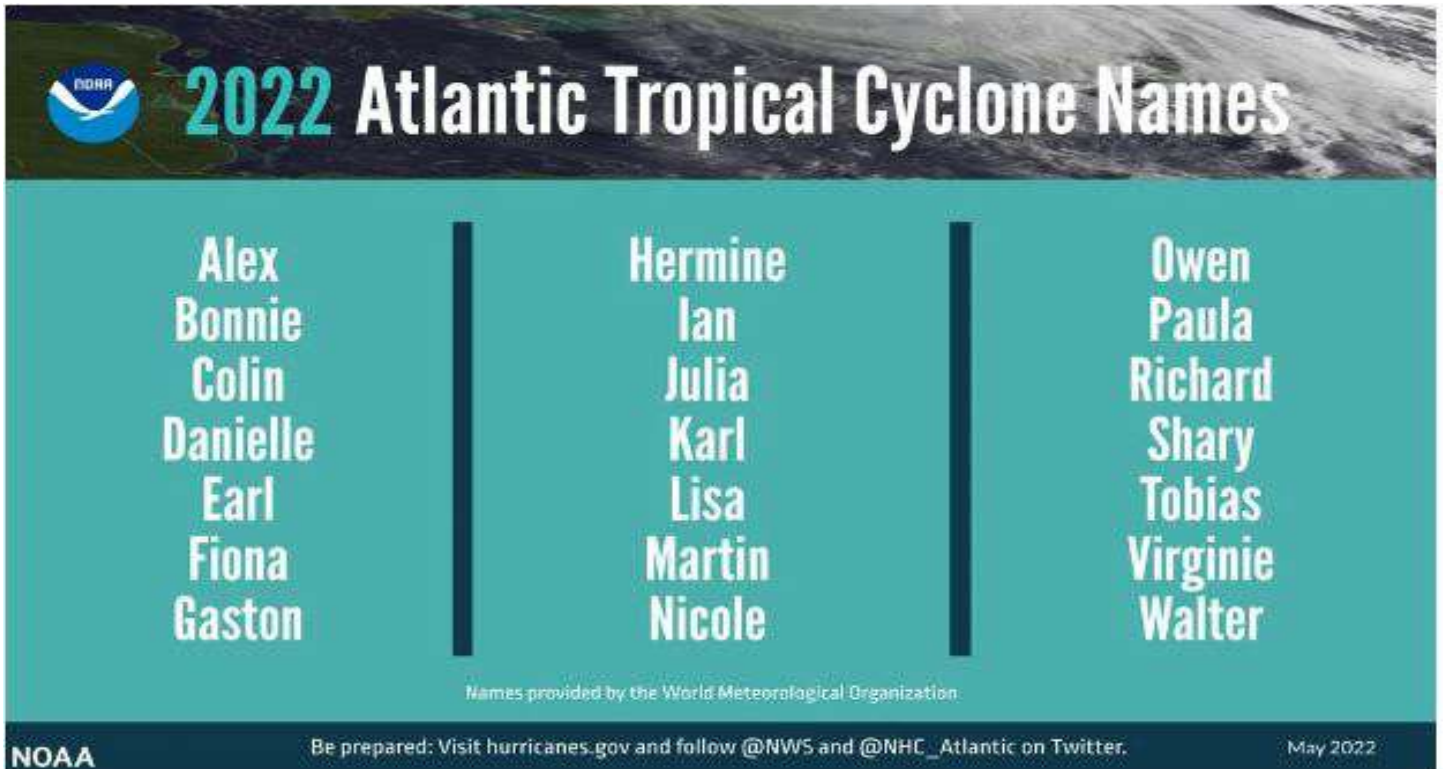 NOAA
2022 Atlantic Tropical Cyclone Names
Alex
Bonnie
Colin
Danielle
Earl
Fiona
Gaston
Hermine
Ian
Julia
Karl
Lisa
Martin
Nicole
Owen
Paula
Richard
Shary
Tobias
Virginie
Walter
Names provided by the World Meteorological Organization
NOAA
Be prepared: Visit hurricanes.gov and follow @NWS and @NHC_Atlantic on Twitter.
May 2022